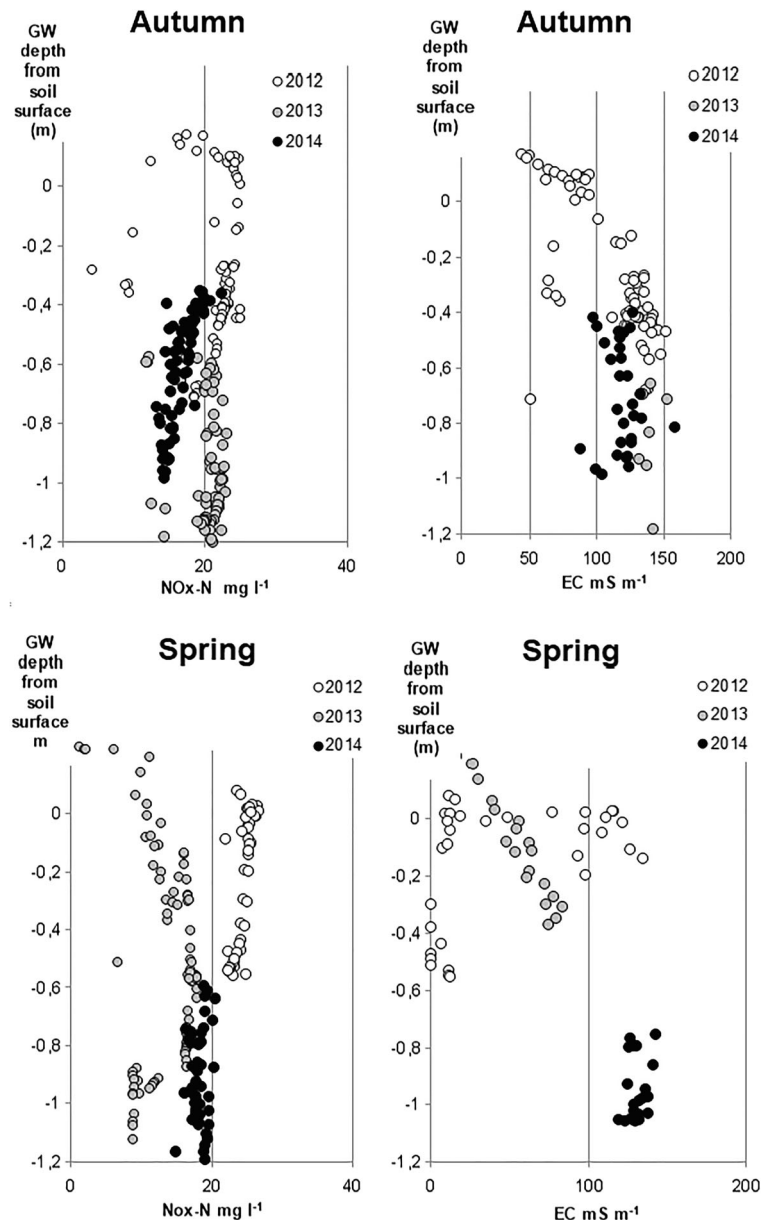 Autumn
GW
depth
from
soil
surface
(m)
2012
2013
2014
0
-0,2
-0,4
-0,6
-0,8
-1
-1,2
0
20
40
NOx-N mg l-1
Autumn
GW
depth
from
soil
surface
(m)
2012
2013
2014
0
-0,2
-0,4
-0,6
-0,8
-1
-1,2
0
50
100
150
200
EC mS m-1
Spring
GW
depth
from
soil
surface
m
2012
2013
2014
0
-0,2
-0,4
-0,6
-0,8
-1
-1,2
0
20
40
Nox-N mg l-1
Spring
GW
depth
from
soil
surface
(m)
2012
2013
2014
0
-0,2
-0,4
-0,6
-0,8
-1
-1,2
0
100
200
EC mS m-1